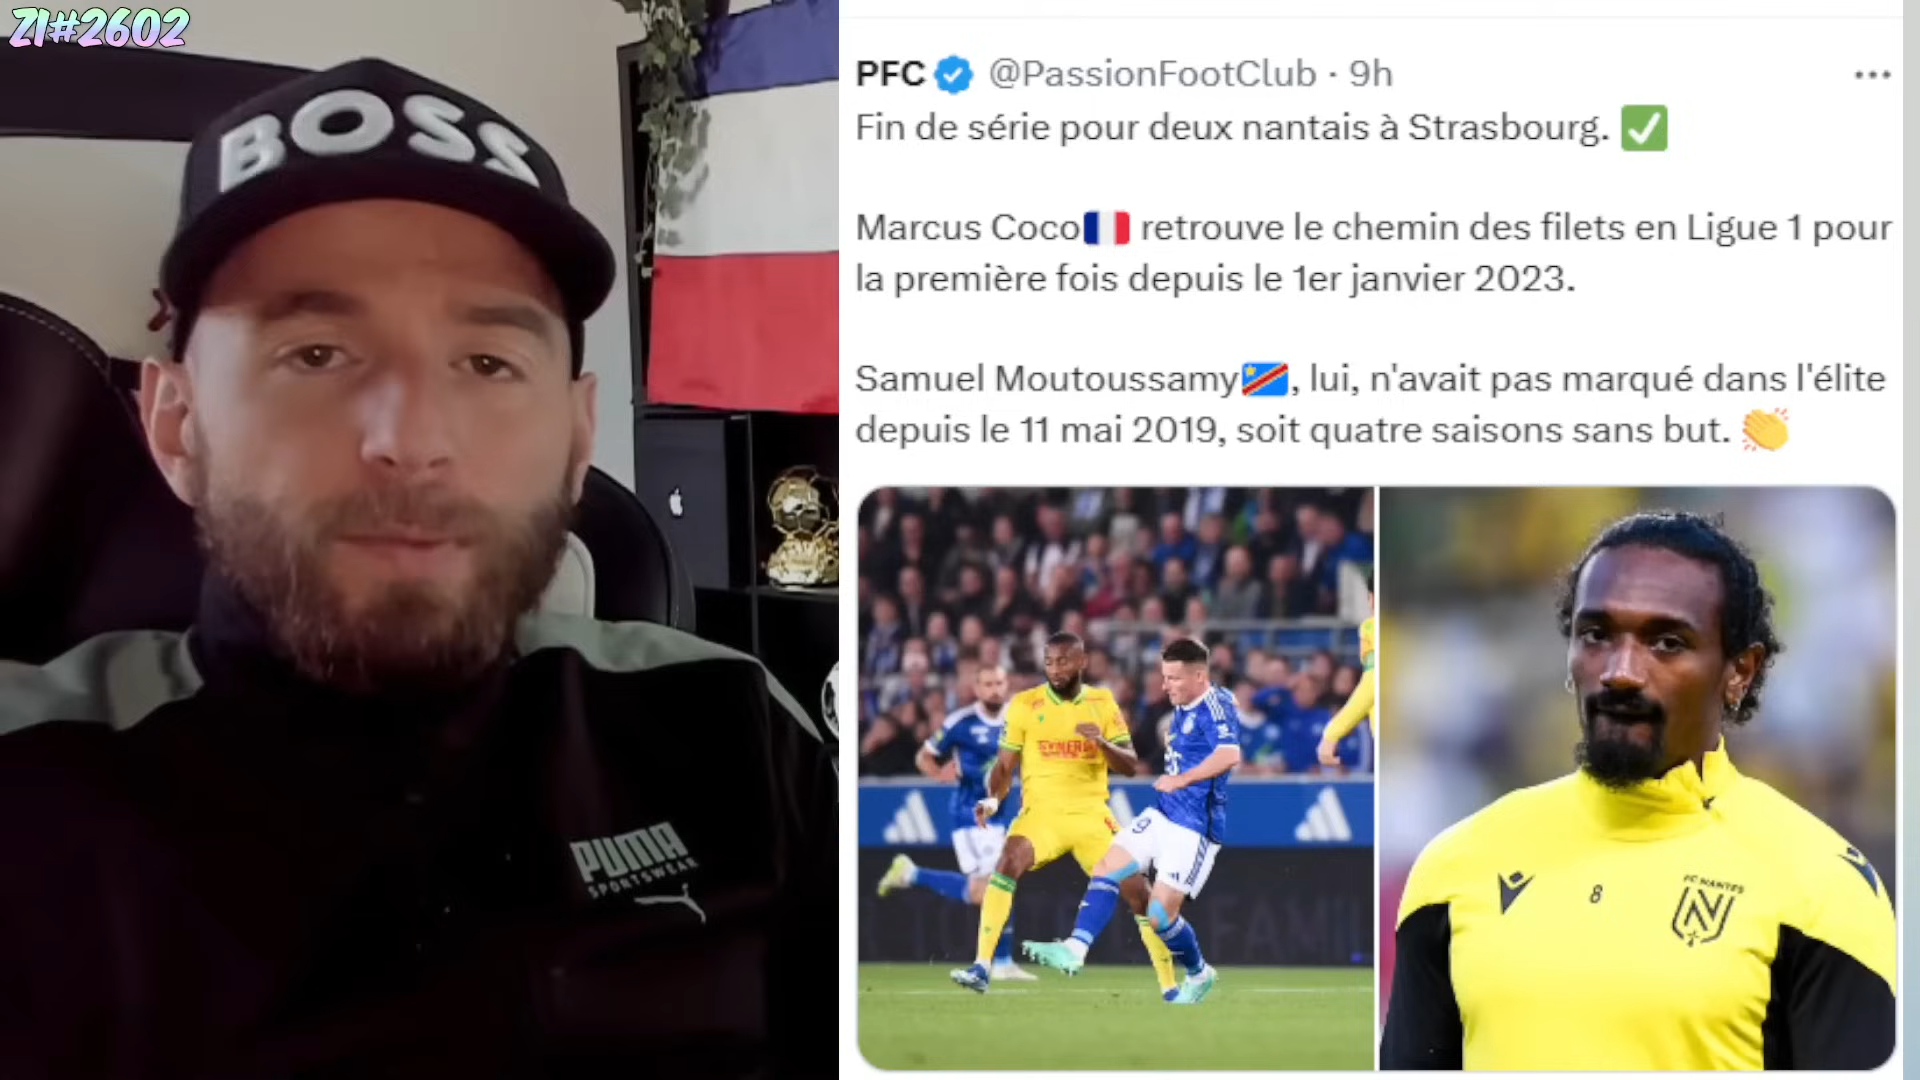 ZI#2602
BOSS
PUMA
SPORTSWEAR
PFC @PassionFootClub · 9h
Fin de série pour deux nantais à Strasbourg. ✅
Marcus Coco🇫🇷 retrouve le chemin des filets en Ligue 1 pour
la première fois depuis le 1er janvier 2023.
Samuel Moutoussamy🇨🇩, lui, n'avait pas marqué dans l'élite
depuis le 11 mai 2019, soit quatre saisons sans but. 👏
SYNERGIE
9
8
FC NANTES
N